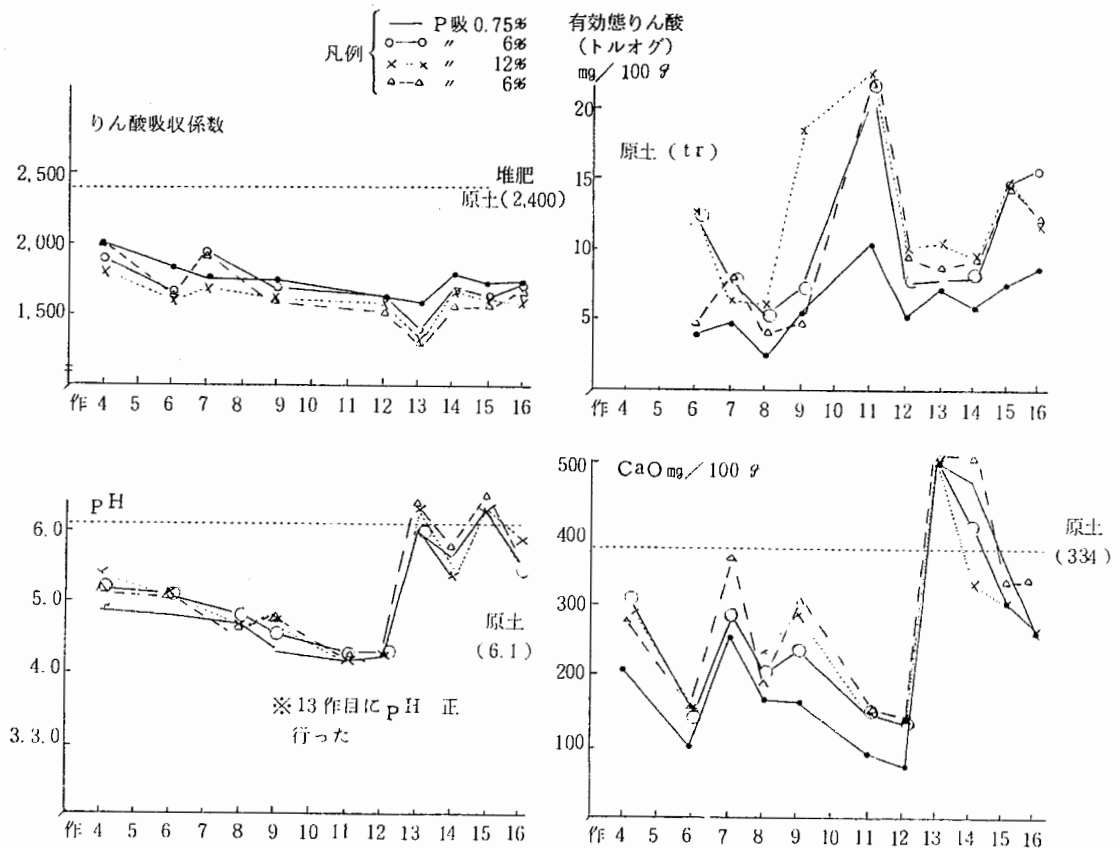 凡例
P吸 0.75%
〃 6%
〃 12%
〃 6%
りん酸吸収係数
2,500
2,000
1,500
堆肥
原土(2,400)
作 4 6 7 8 9 10 11 12 13 14 15 16
有効態りん酸
(トルオグ)
mg/100 g
20
15
10
5
原土 (tr)
作 4 5 6 7 8 9 10 11 12 13 14 15 16
pH
6.0
5.0
4.0
3.3.0
原土
(6.1)
※13作目にpH 正
行った
作 4 5 6 7 8 9 10 11 12 13 14 15 16
CaO mg/100 g
500
400
300
200
100
原土
(334)
作 4 5 6 7 8 9 10 11 12 13 14 15 16